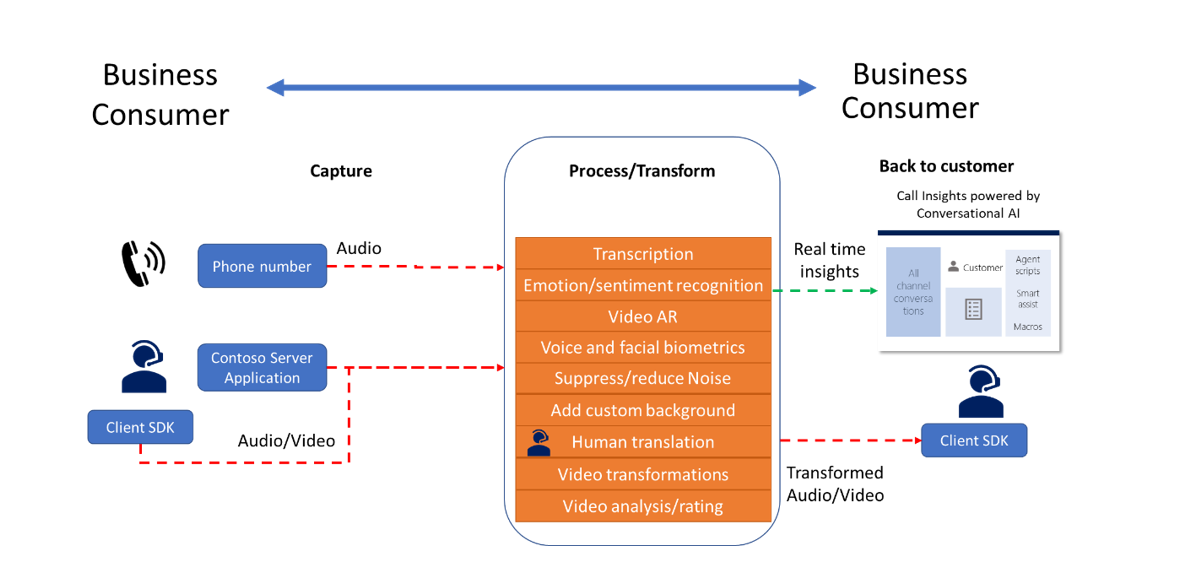 Business
Consumer
Business
Consumer
Capture
Process/Transform
Back to customer
Call Insights powered by
Conversational AI
Phone number
Audio
Contoso Server
Application
Client SDK
Audio/Video
Transcription
Emotion/sentiment recognition
Video AR
Voice and facial biometrics
Suppress/reduce Noise
Add custom background
Human translation
Video transformations
Video analysis/rating
Real time
insights
All
channel
conversa
tions
Customer
Agent
scripts
Smart
assist
Macros
Client SDK
Transformed
Audio/Video